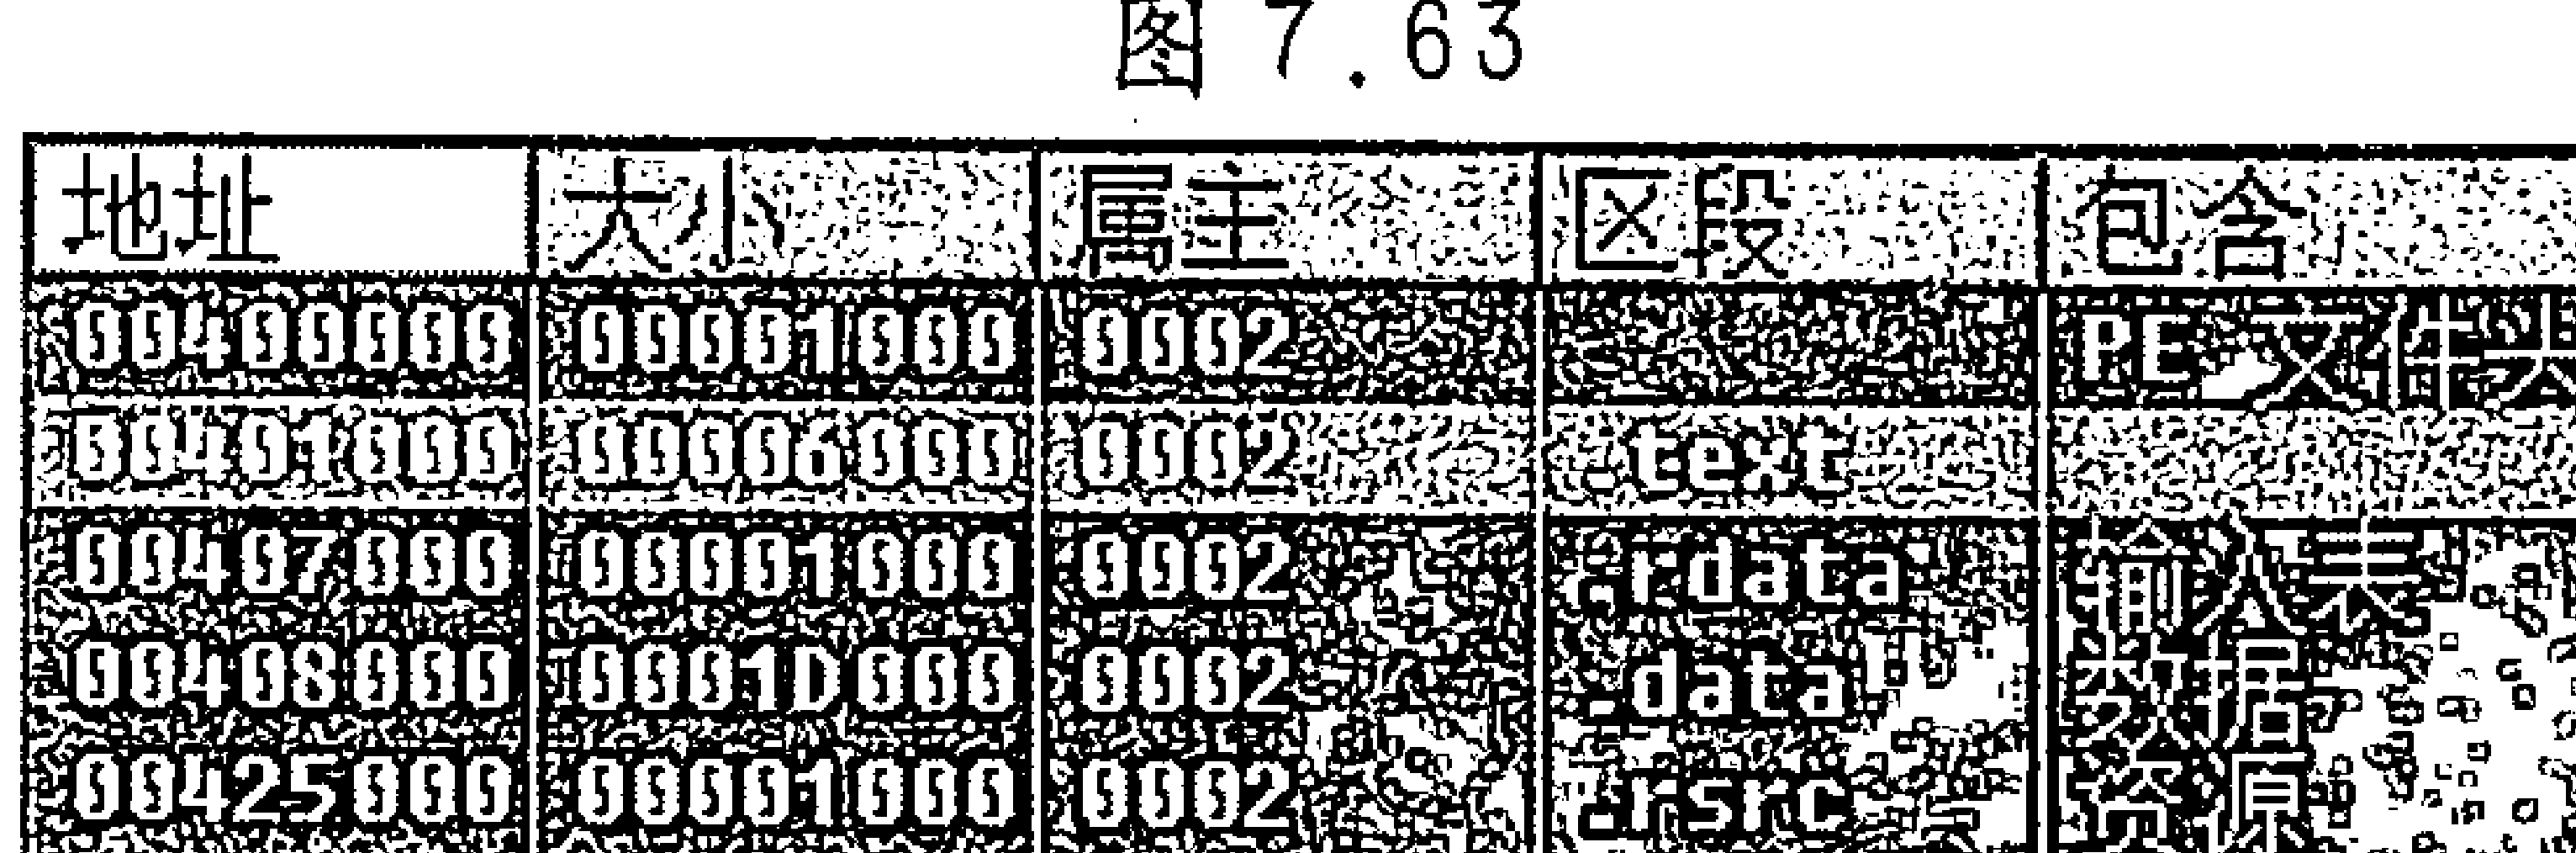 图 7.63
地址 大小 属主 区段 包含
00400000 00001000 0002 PE 文件头
00401000 00006000 0002 .text
00407000 00001000 0002 .rdata 输入表
00408000 0001D000 0002 .data 数据
00425000 00001000 0002 .rsrc 资源